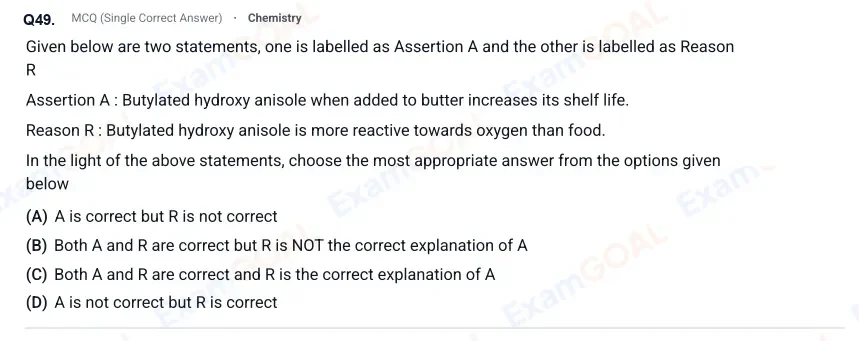 Q49. MCQ (Single Correct Answer) · Chemistry
Given below are two statements, one is labelled as Assertion A and the other is labelled as Reason
R
Assertion A : Butylated hydroxy anisole when added to butter increases its shelf life.
Reason R : Butylated hydroxy anisole is more reactive towards oxygen than food.
In the light of the above statements, choose the most appropriate answer from the options given
below
(A) A is correct but R is not correct
(B) Both A and R are correct but R is NOT the correct explanation of A
(C) Both A and R are correct and R is the correct explanation of A
(D) A is not correct but R is correct
ExamGOAL